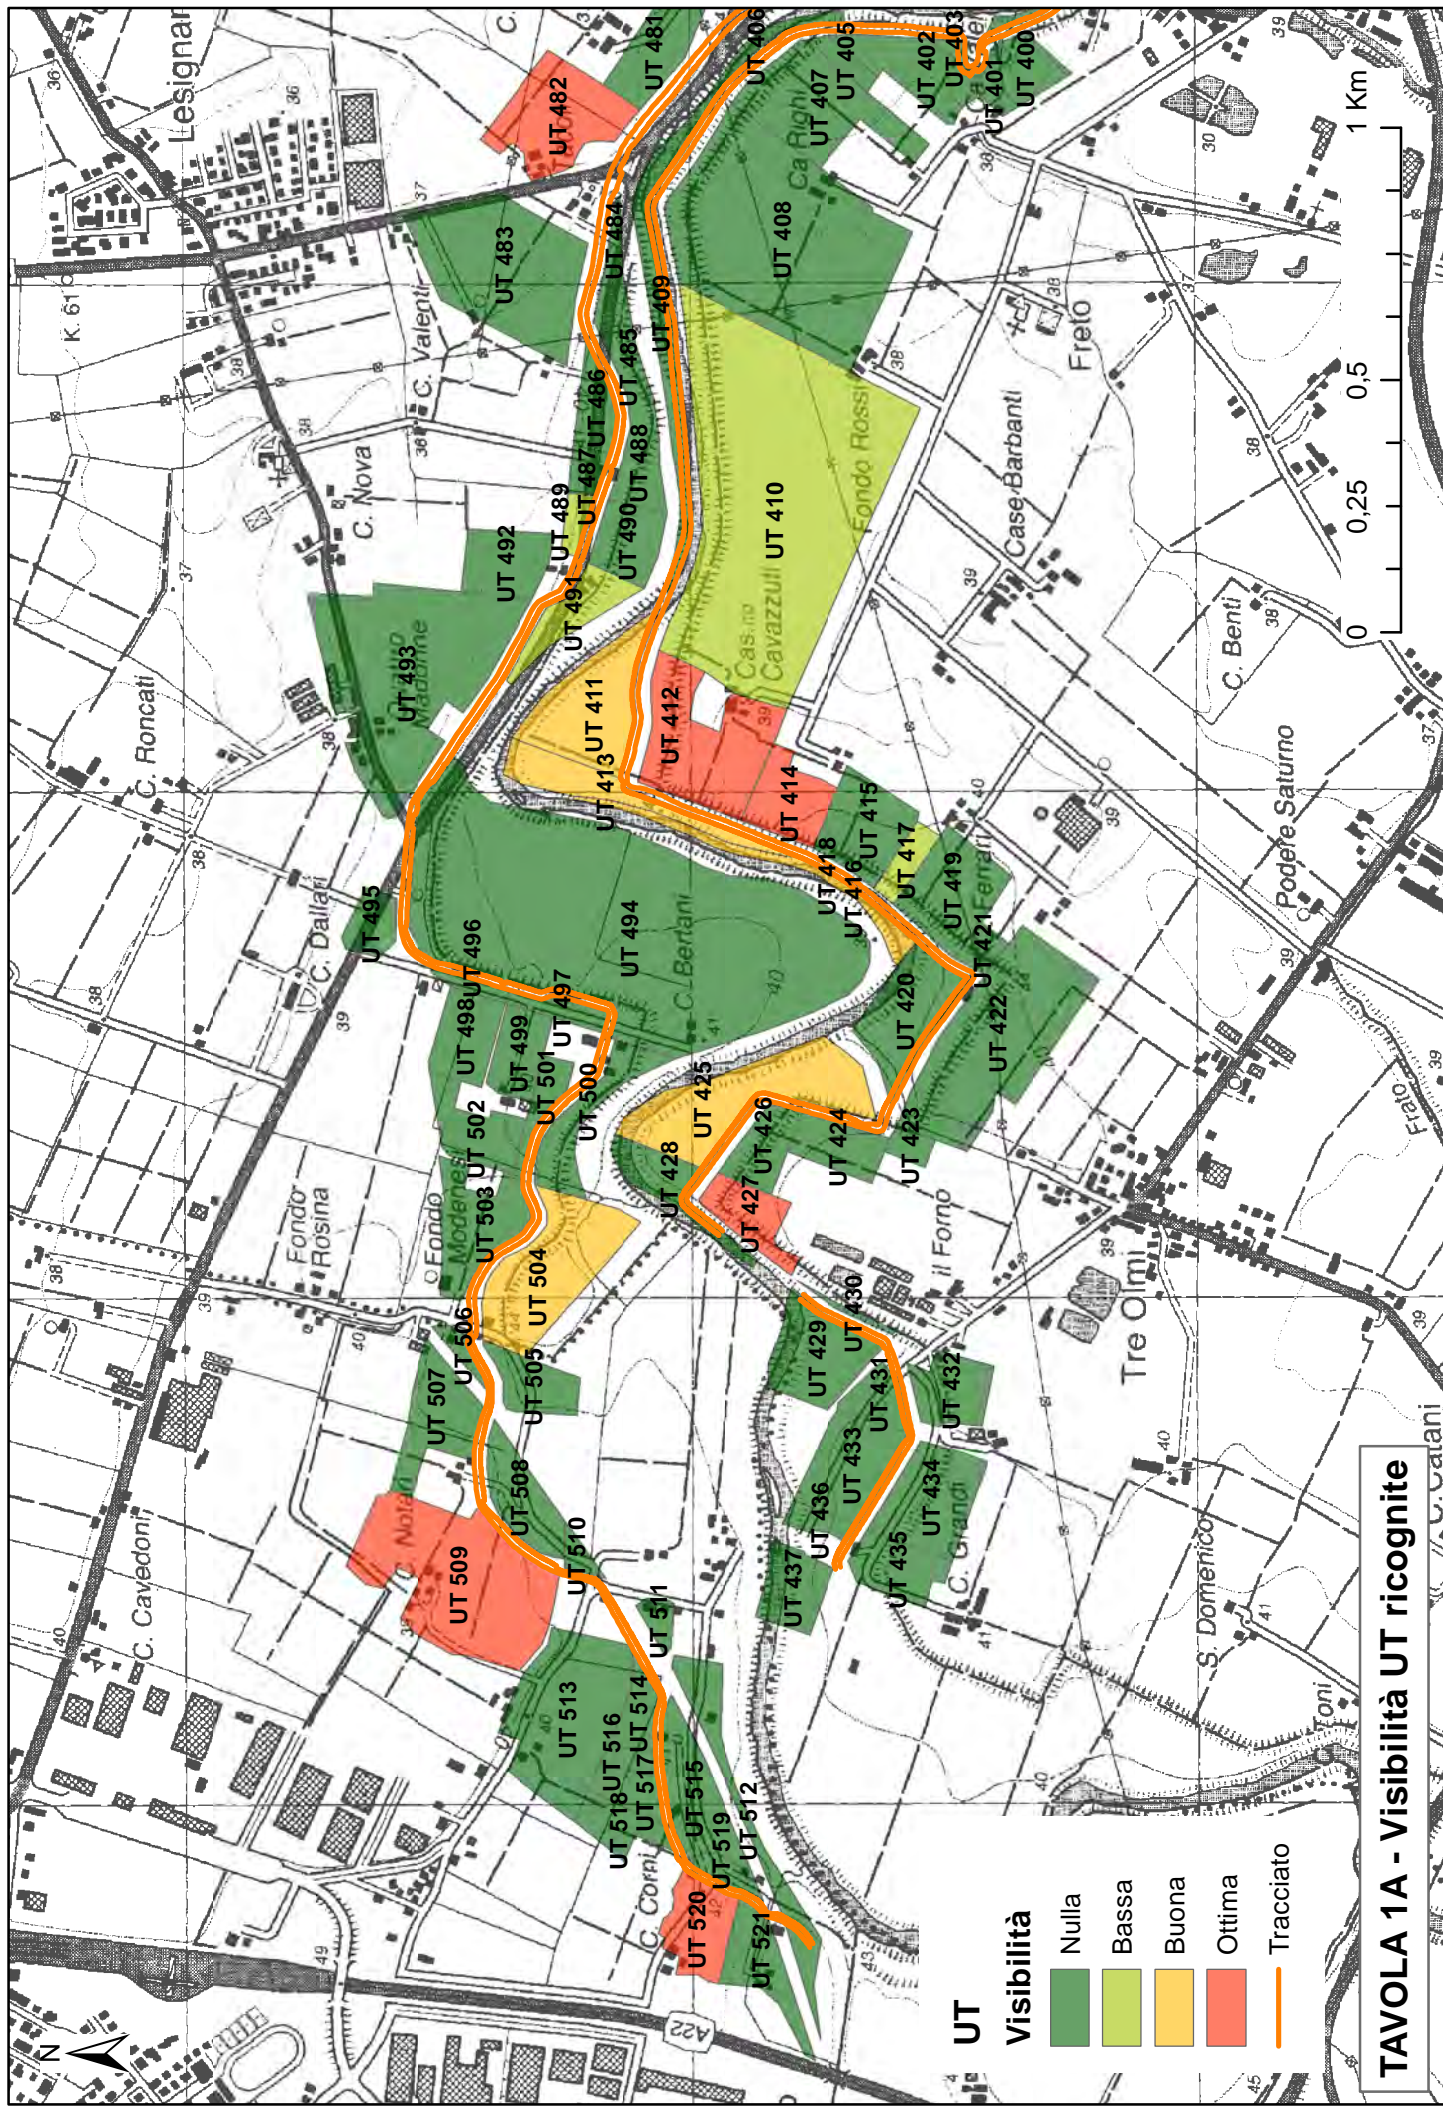 N
A22
Lesignan
K. 61
C. Valenti
C. Nova
C. Roncati
C. Dallari
Fondo
Rosina
Fondo
Modonesi
C. Cavedoni
C. Notari
C. Corni
C. Bertani
Ca Righi
Fondo Rossi
Cas.no
Cavazzuti
Case Barbanti
Freto
C. Benti
Podere Saturno
Ferrari
Il Forno
Tre Olmi
C. Grandi
S. Domenico
UT 400
UT 401
UT 402
UT 403
UT 405
UT 406
UT 407
UT 408
UT 409
UT 410
UT 411
UT 412
UT 413
UT 414
UT 415
UT 416
UT 417
UT 418
UT 419
UT 420
UT 421
UT 422
UT 423
UT 424
UT 425
UT 426
UT 427
UT 428
UT 429
UT 430
UT 431
UT 432
UT 433
UT 434
UT 435
UT 436
UT 437
UT 481
UT 482
UT 483
UT 484
UT 485
UT 486
UT 487
UT 488
UT 489
UT 490
UT 491
UT 492
UT 493
UT 494
UT 495
UT 496
UT 497
UT 498
UT 499
UT 500
UT 501
UT 502
UT 503
UT 504
UT 505
UT 506
UT 507
UT 508
UT 509
UT 510
UT 511
UT 512
UT 513
UT 514
UT 515
UT 516
UT 517
UT 518
UT 519
UT 520
UT 521
0 0,25 0,5 1 Km
UT
Visibilità
Nulla
Bassa
Buona
Ottima
Tracciato
TAVOLA 1A - Visibilità UT ricognite